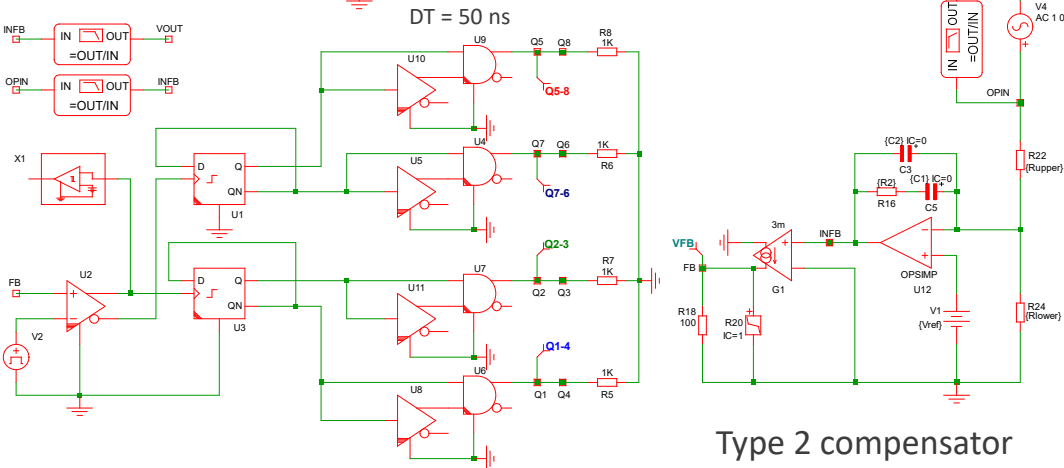 DT = 50 ns
INFB
IN
OUT
=OUT/IN
VOUT
OPIN
IN
OUT
=OUT/IN
INFB
X1
1
D
Q
QN
U1
FB
U2
V2
D
Q
QN
U3
U9
U10
Q5
Q8
R8
1K
Q5-8
U4
U5
Q7
Q6
1K
R6
Q7-6
Q2-3
U7
U11
Q2
Q3
R7
1K
Q1-4
U6
U8
Q1
Q4
1K
R5
IN
OUT
=OUT/IN
V4
AC 1 0
OPIN
{C2} IC=0
C3
{R2}
R16
{C1} IC=0
C5
R22
{Rupper}
3m
INFB
VFB
FB
G1
OPSIMP
U12
R18
100
R20
IC=1
V1
{Vref}
R24
{Rlower}
Type 2 compensator